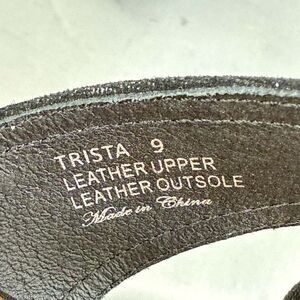 TRISTA 9
LEATHER UPPER
LEATHER OUTSOLE
Made in China